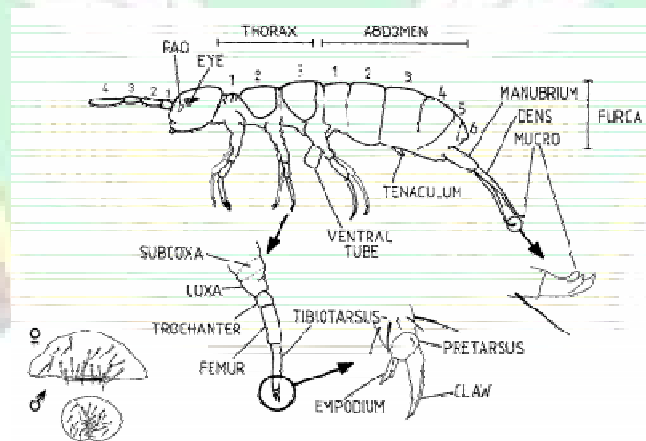 THORAX ABDOMEN
PAO EYE
4 3 2 1 1 2 3 1 2 3 4 5 6
MANUBRIUM
DENS
FURCA
MUCRO
TENACULUM
VENTRAL
TUBE
SUBCOXA
COXA
TROCHANTER
TIBIOTARSUS
FEMUR
PRETARSUS
CLAW
EMPODIUM
♀
♂